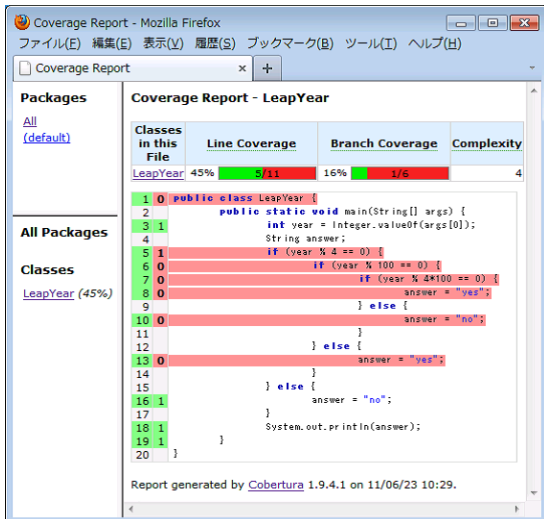 Coverage Report - Mozilla Firefox
ファイル(F) 編集(E) 表示(V) 履歴(S) ブックマーク(B) ツール(T) ヘルプ(H)
Coverage Report × +
Packages
All
(default)
All Packages
Classes
LeapYear (45%)
Coverage Report - LeapYear
Classes in this File Line Coverage Branch Coverage Complexity
LeapYear 45% 5/11 16% 1/6 4
1 0 public class LeapYear {
2 public static void main(String[] args) {
3 1 int year = Integer.valueOf(args[0]);
4 String answer;
5 1 if (year % 4 == 0) {
6 0 if (year % 100 == 0) {
7 0 if (year % 4*100 == 0) {
8 0 answer = "yes";
9 } else {
10 0 answer = "no";
11 }
12 } else {
13 0 answer = "yes";
14 }
15 } else {
16 1 answer = "no";
17 }
18 1 System.out.println(answer);
19 1 }
20 }
Report generated by Cobertura 1.9.4.1 on 11/06/23 10:29.